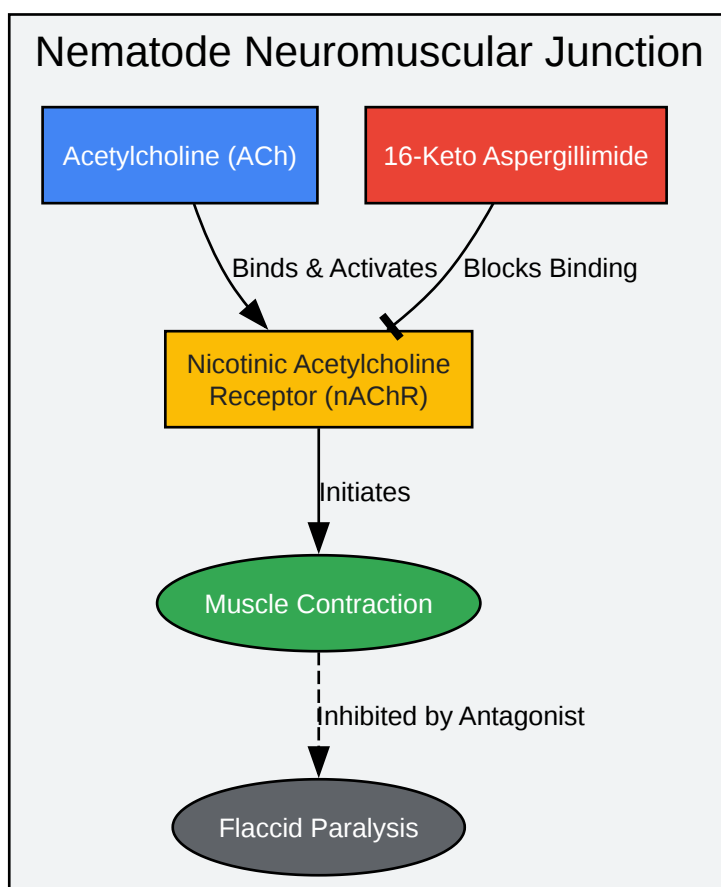 Nematode Neuromuscular Junction
Acetylcholine (ACh)
16-Keto Aspergillimide
Binds & Activates
Blocks Binding
Nicotinic Acetylcholine
Receptor (nAChR)
Initiates
Muscle Contraction
Inhibited by Antagonist
Flaccid Paralysis